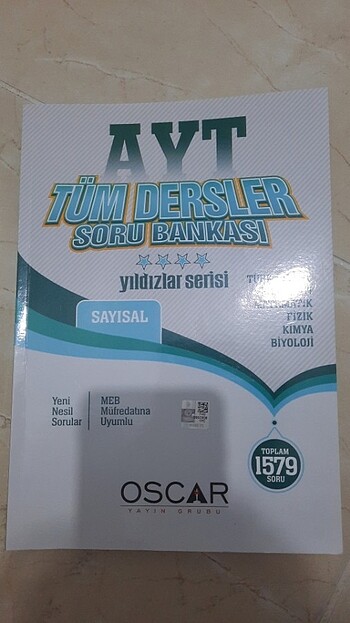 AYT
TÜM DERSLER
SORU BANKASI
yıldızlar serisi
SAYISAL
FİZİK
KİMYA
BİYOLOJİ
Yeni
Nesil
Sorular
MEB
Müfredatına
Uyumlu
TOPLAM
1579
SORU
OSCAR
YAYIN GRUBU